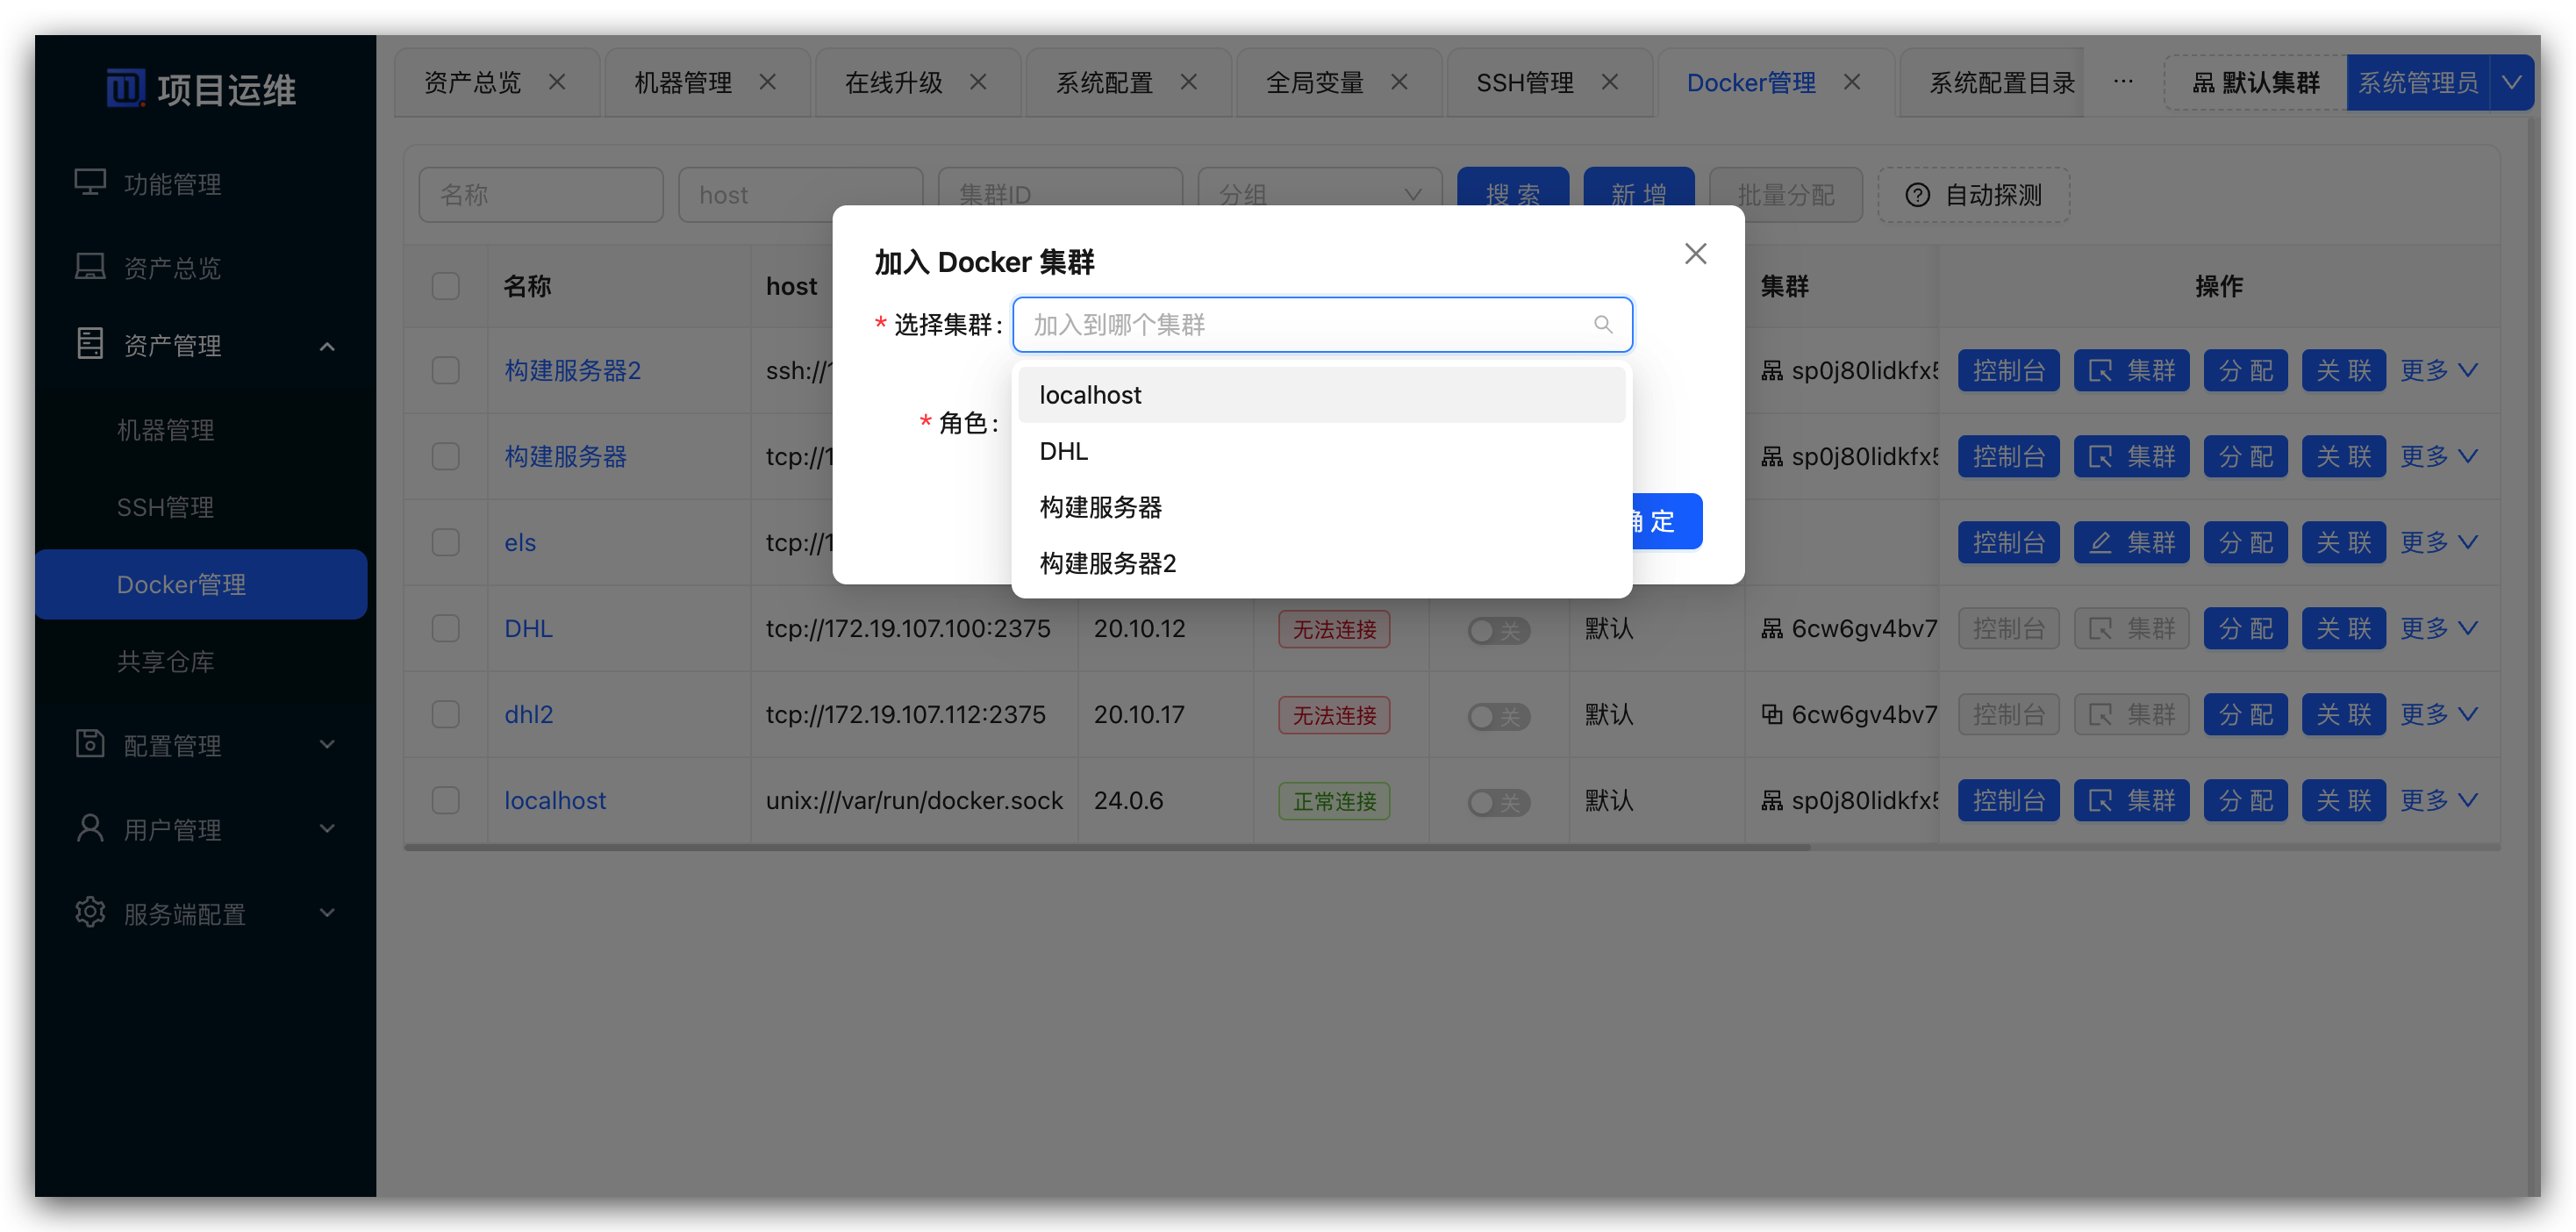 项目运维
功能管理
资产总览
资产管理
机器管理
SSH管理
Docker管理
共享仓库
配置管理
用户管理
服务端配置
资产总览
机器管理
在线升级
系统配置
全局变量
SSH管理
Docker管理
系统配置目录
···
默认集群
系统管理员
名称
host
集群ID
分组
搜 索
新 增
批量分配
自动探测
名称 host 集群 操作
构建服务器2 ssh:// sp0j80lidkfx 控制台 集群 分 配 关 联 更多
构建服务器 tcp://1 sp0j80lidkfx 控制台 集群 分 配 关 联 更多
els tcp://1 控制台 集群 分 配 关 联 更多
DHL tcp://172.19.107.100:2375 20.10.12 无法连接 关 默认 6cw6gv4bv7 控制台 集群 分 配 关 联 更多
dhl2 tcp://172.19.107.112:2375 20.10.17 无法连接 关 默认 6cw6gv4bv7 控制台 集群 分 配 关 联 更多
localhost unix:///var/run/docker.sock 24.0.6 正常连接 关 默认 sp0j80lidkfx 控制台 集群 分 配 关 联 更多
加入 Docker 集群
* 选择集群: 加入到哪个集群
* 角色:
localhost
DHL
构建服务器
构建服务器2
定